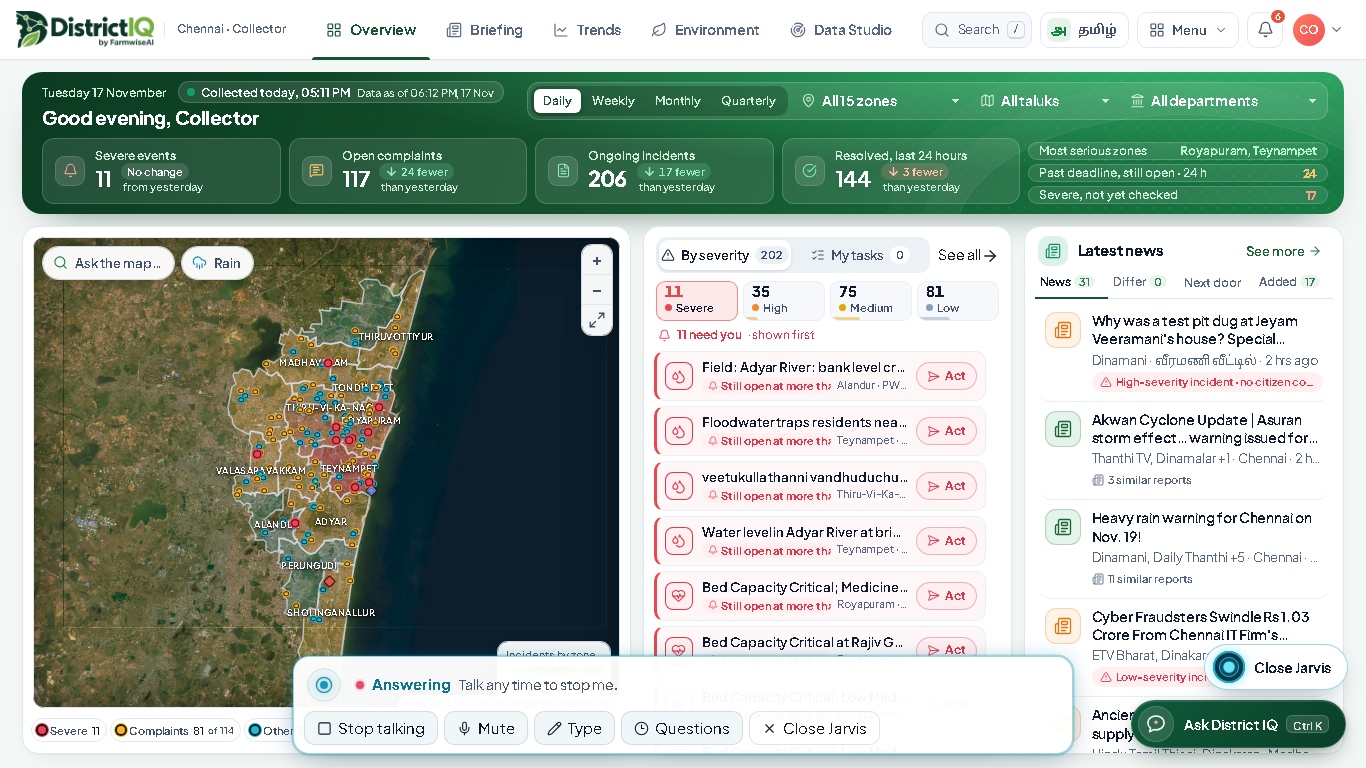 DistrictIQ
by FarmwiseAI
Chennai · Collector
Overview
Briefing
Trends
Environment
Data Studio
Search /
அ தமிழ்
Menu
6
CO
Tuesday 17 November
Collected today, 05:11 PM Data as of 06:12 PM, 17 Nov
Good evening, Collector
Daily Weekly Monthly Quarterly
All 15 zones
All taluks
All departments
Severe events
11 No change
from yesterday
Open complaints
117 ↓ 24 fewer
than yesterday
Ongoing incidents
206 ↓ 17 fewer
than yesterday
Resolved, last 24 hours
144 ↓ 3 fewer
than yesterday
Most serious zones Royapuram, Teynampet
Past deadline, still open · 24 h 24
Severe, not yet checked 17
Ask the map...
Rain
+
−
THIRUVOTTIYUR
VALASARAVAKKAM
TEYNAMPET
ADYAR
PERUNGUDI
SHOLINGANALLUR
Incidents by zone
Severe 11
Complaints 81 of 114
Other
By severity 202
My tasks 0
See all →
11
Severe
35
High
75
Medium
81
Low
11 need you · shown first
Field: Adyar River: bank level cr...
Still open at more tha Alandur · PW...
Act
Floodwater traps residents nea...
Still open at more tha Teynampet · ...
Act
veetukulla thanni vandhuduchu...
Still open at more tha Thiru-Vi-Ka-...
Act
Water level in Adyar River at bri...
Still open at more tha Teynampet · ...
Act
Bed Capacity Critical; Medicine...
Still open at more tha Royapuram · ...
Act
Bed Capacity Critical at Rajiv G...
Act
Bed Capacity Critical; Low Med...
Latest news
See more →
News 31
Differ 0
Next door
Added 17
Why was a test pit dug at Jeyam
Veeramani's house? Special...
Dinamani · வீரமணி வீட்டில் · 2 hrs ago
High-severity incident · no citizen co...
Akwan Cyclone Update | Asuran
storm effect... warning issued for...
Thanthi TV, Dinamalar +1 · Chennai · 2 h...
3 similar reports
Heavy rain warning for Chennai on
Nov. 19!
Dinamani, Daily Thanthi +5 · Chennai · ...
11 similar reports
Cyber Fraudsters Swindle Rs 1.03
Crore From Chennai IT Firm's...
ETV Bharat, Dinakar
Low-severity inci
Ancien
supply
Answering Talk any time to stop me.
Stop talking
Mute
Type
Questions
Close Jarvis
Close Jarvis
Ask District IQ Ctrl K